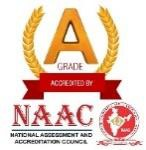 A
GRADE
ACCREDITED BY
NAAC
NATIONAL ASSESSMENT AND
ACCREDITATION COUNCIL